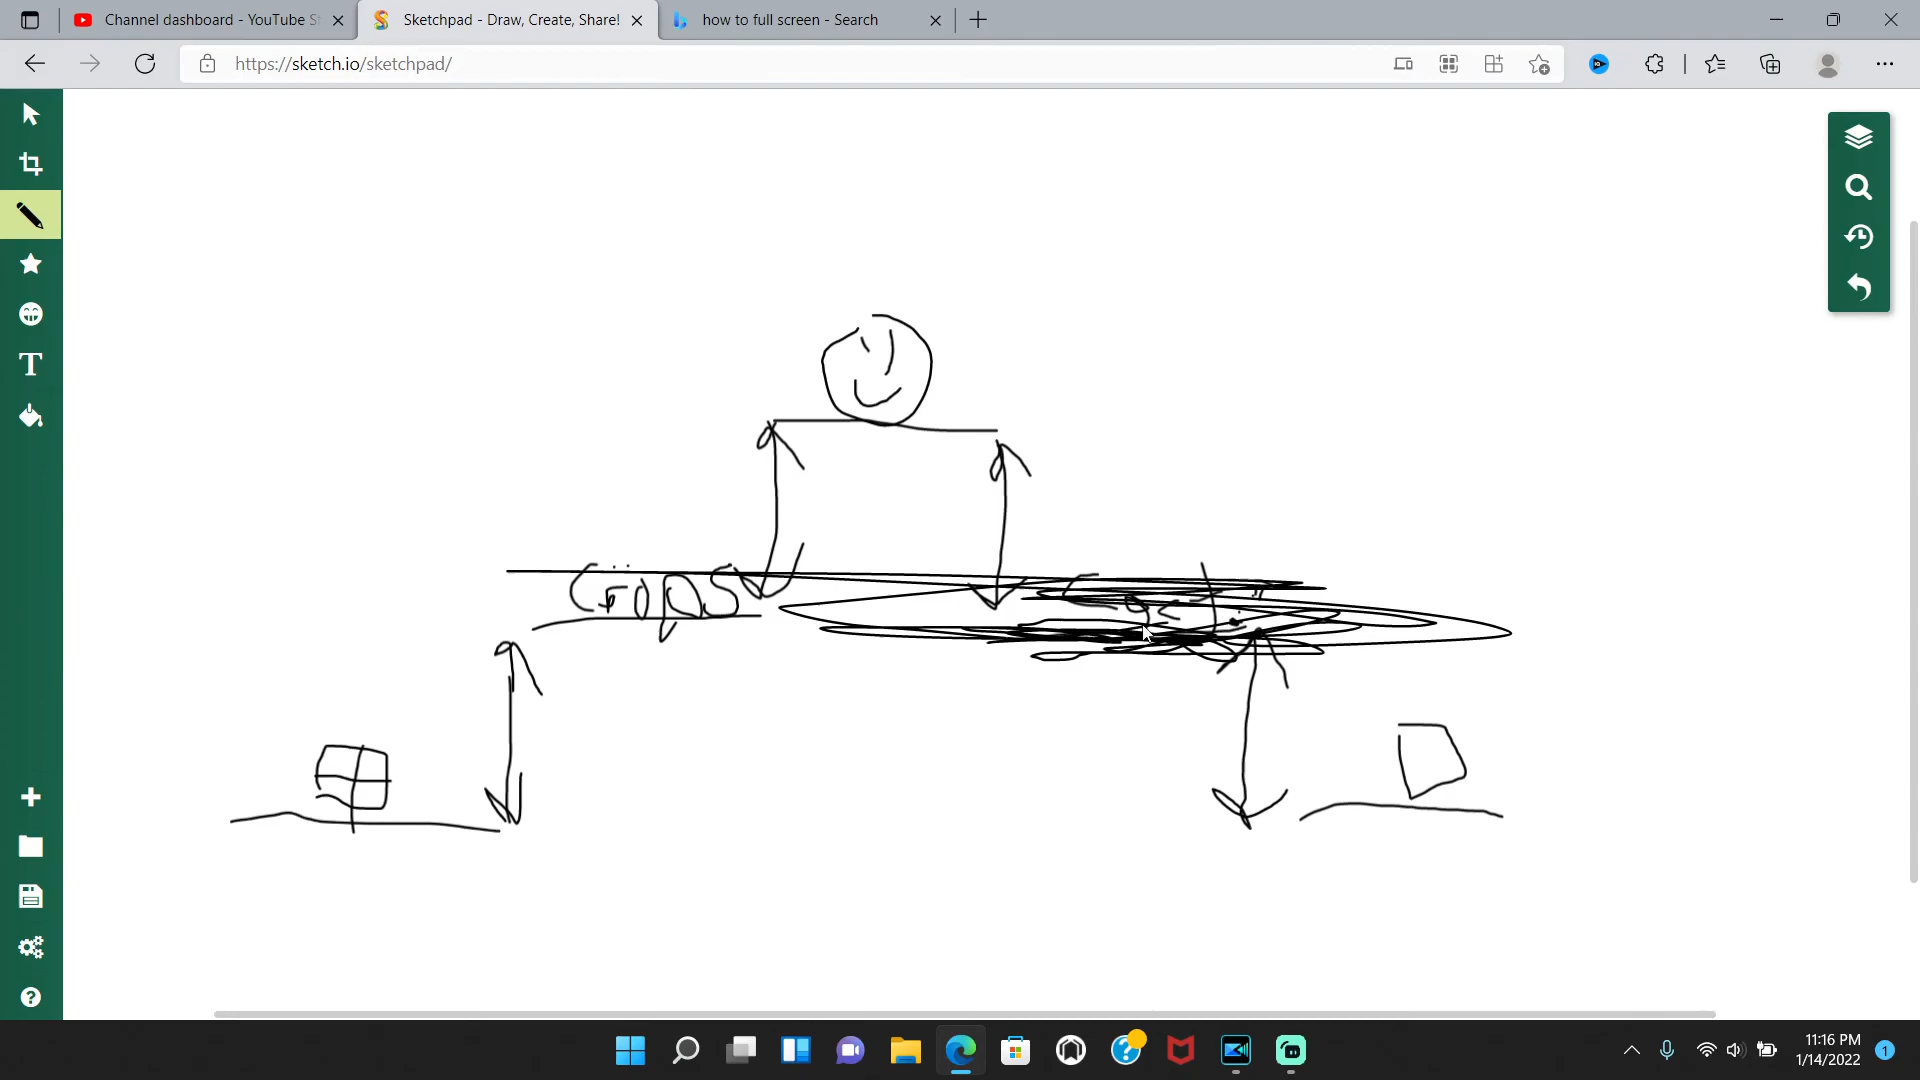 Channel dashboard - YouTube S
Sketchpad - Draw, Create, Share!
how to full screen - Search
https://sketch.io/sketchpad/
T
11:16 PM
1/14/2022
1